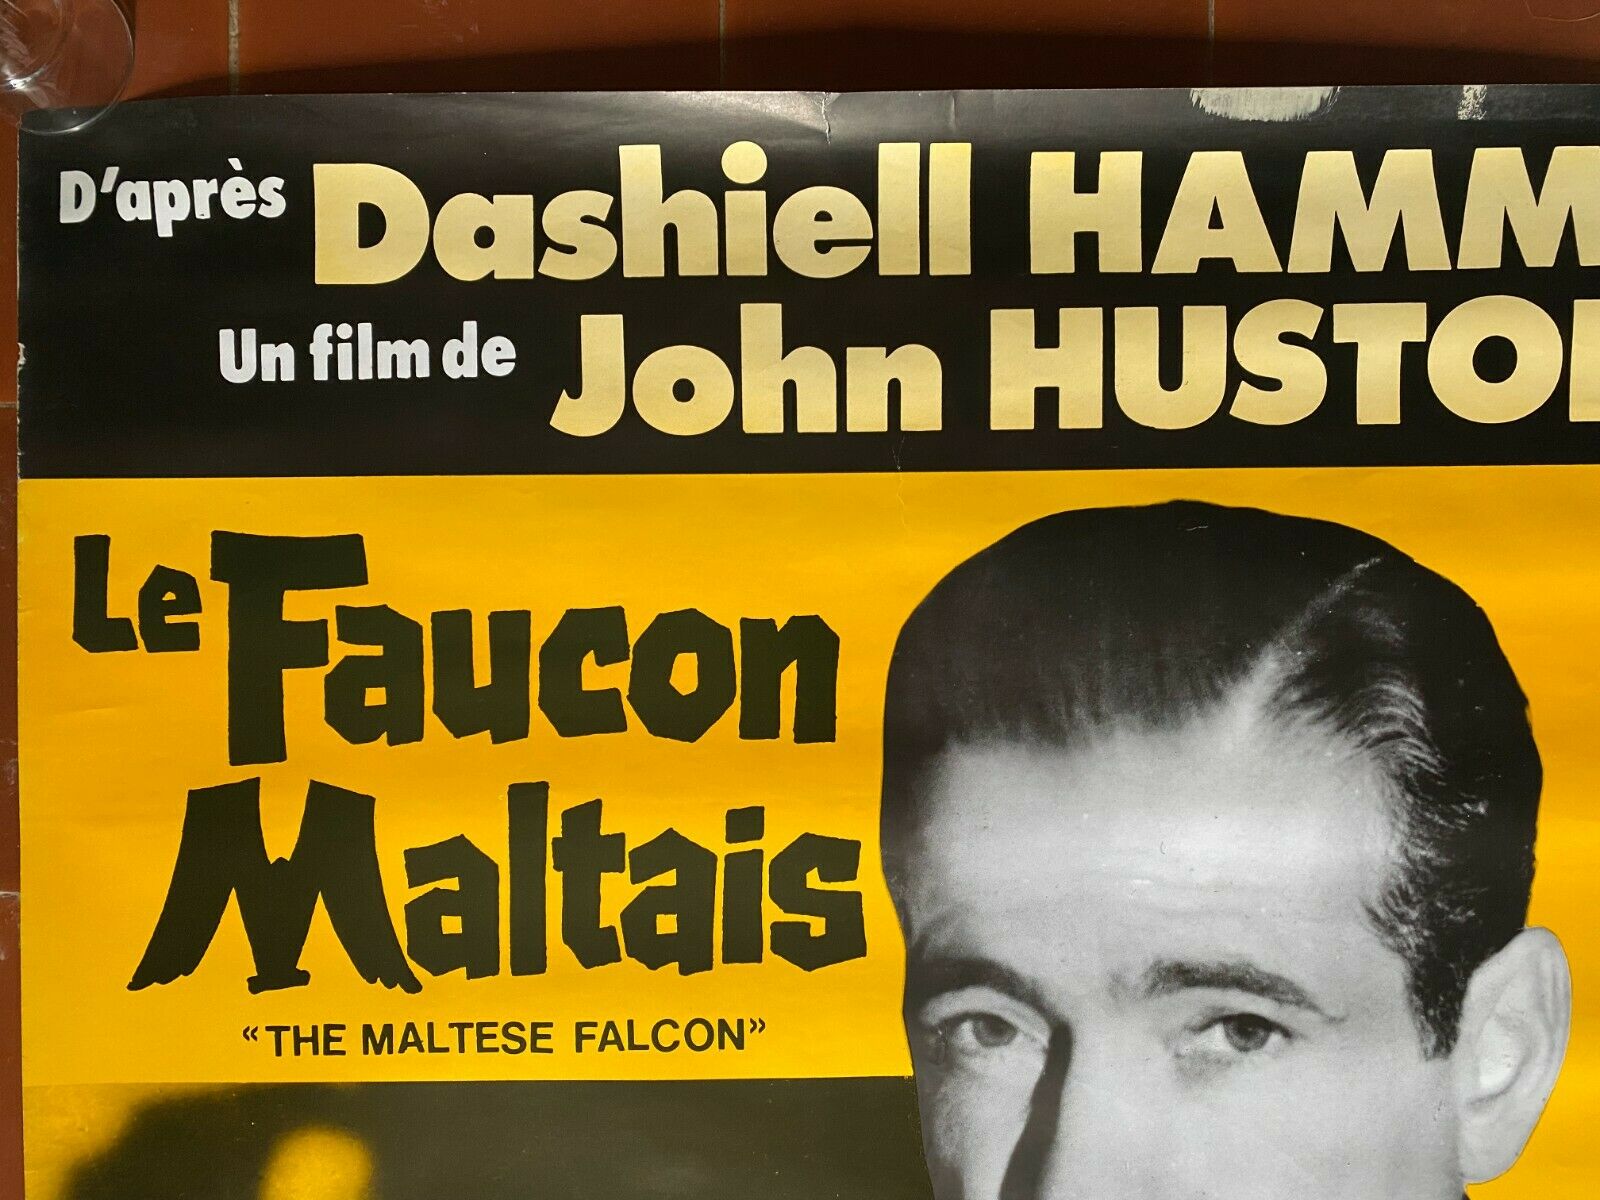 D'après Dashiell HAMM
Un film de John HUSTO
Le Faucon
Maltais
«THE MALTESE FALCON»